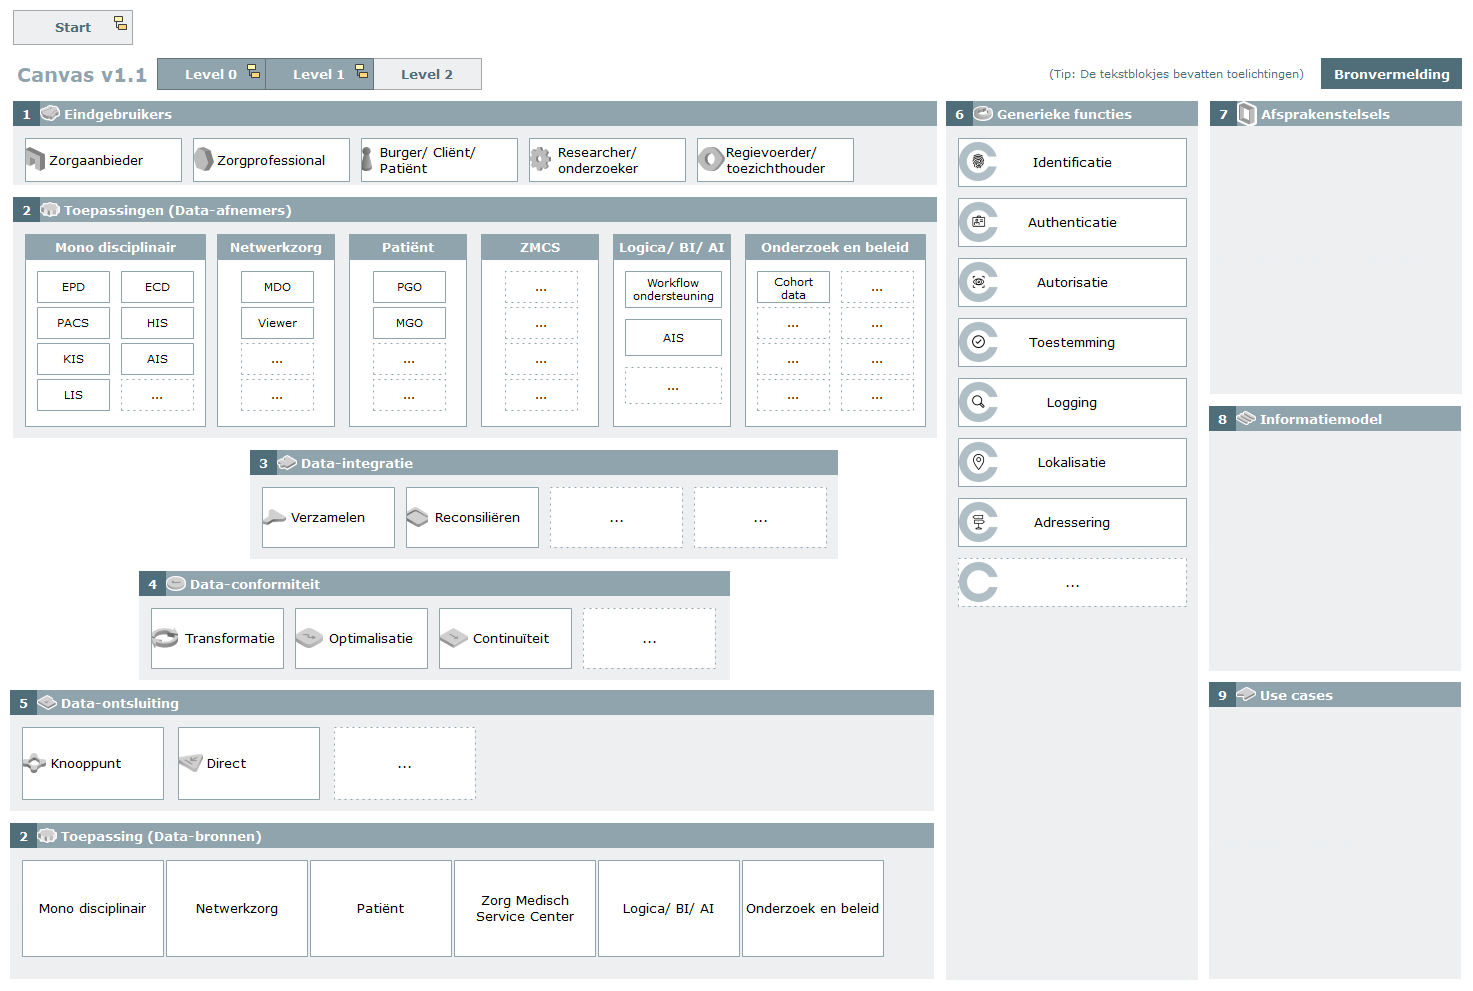 Start
Canvas v1.1
Level 0
Level 1
Level 2
(Tip: De tekstblokjes bevatten toelichtingen)
Bronvermelding
1 Eindgebruikers
Zorgaanbieder
Zorgprofessional
Burger/ Cliënt/
Patiënt
Researcher/
onderzoeker
Regievoerder/
toezichthouder
2 Toepassingen (Data-afnemers)
Mono disciplinair
EPD
ECD
PACS
HIS
KIS
AIS
LIS
...
Netwerkzorg
MDO
Viewer
...
...
Patiënt
PGO
MGO
...
...
ZMCS
...
...
...
...
Logica/ BI/ AI
Workflow
ondersteuning
AIS
...
Onderzoek en beleid
Cohort
data
...
...
...
...
...
...
...
3 Data-integratie
Verzamelen
Reconsiliëren
...
...
4 Data-conformiteit
Transformatie
Optimalisatie
Continuïteit
...
5 Data-ontsluiting
Knooppunt
Direct
...
2 Toepassing (Data-bronnen)
Mono disciplinair
Netwerkzorg
Patiënt
Zorg Medisch
Service Center
Logica/ BI/ AI
Onderzoek en beleid
6 Generieke functies
Identificatie
Authenticatie
Autorisatie
Toestemming
Logging
Lokalisatie
Adressering
...
7 Afsprakenstelsels
8 Informatiemodel
9 Use cases